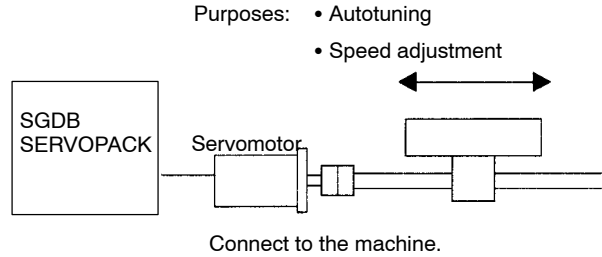 Purposes: • Autotuning
• Speed adjustment
SGDB
SERVOPACK
Servomotor
Connect to the machine.